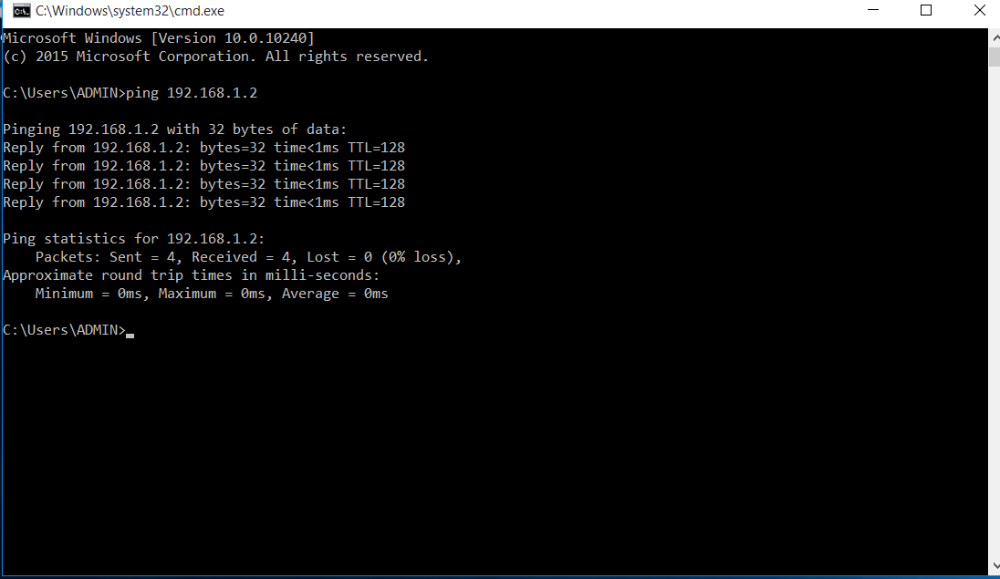 C:\Windows\system32\cmd.exe
Microsoft Windows [Version 10.0.10240]
(c) 2015 Microsoft Corporation. All rights reserved.
C:\Users\ADMIN>ping 192.168.1.2
Pinging 192.168.1.2 with 32 bytes of data:
Reply from 192.168.1.2: bytes=32 time<1ms TTL=128
Reply from 192.168.1.2: bytes=32 time<1ms TTL=128
Reply from 192.168.1.2: bytes=32 time<1ms TTL=128
Reply from 192.168.1.2: bytes=32 time<1ms TTL=128
Ping statistics for 192.168.1.2:
    Packets: Sent = 4, Received = 4, Lost = 0 (0% loss),
Approximate round trip times in milli-seconds:
    Minimum = 0ms, Maximum = 0ms, Average = 0ms
C:\Users\ADMIN>